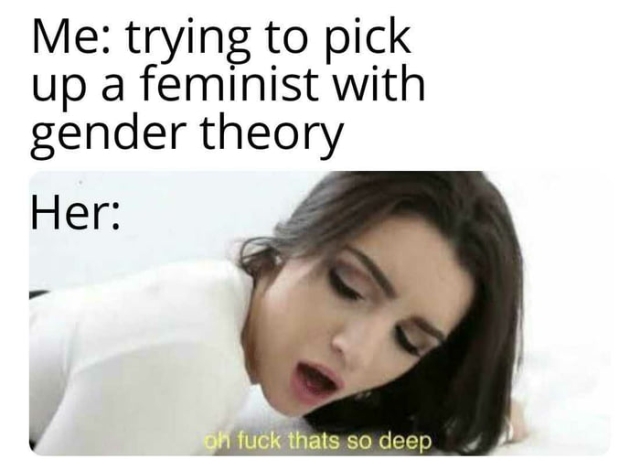 Me: trying to pick
up a feminist with
gender theory
Her:
oh fuck thats so deep